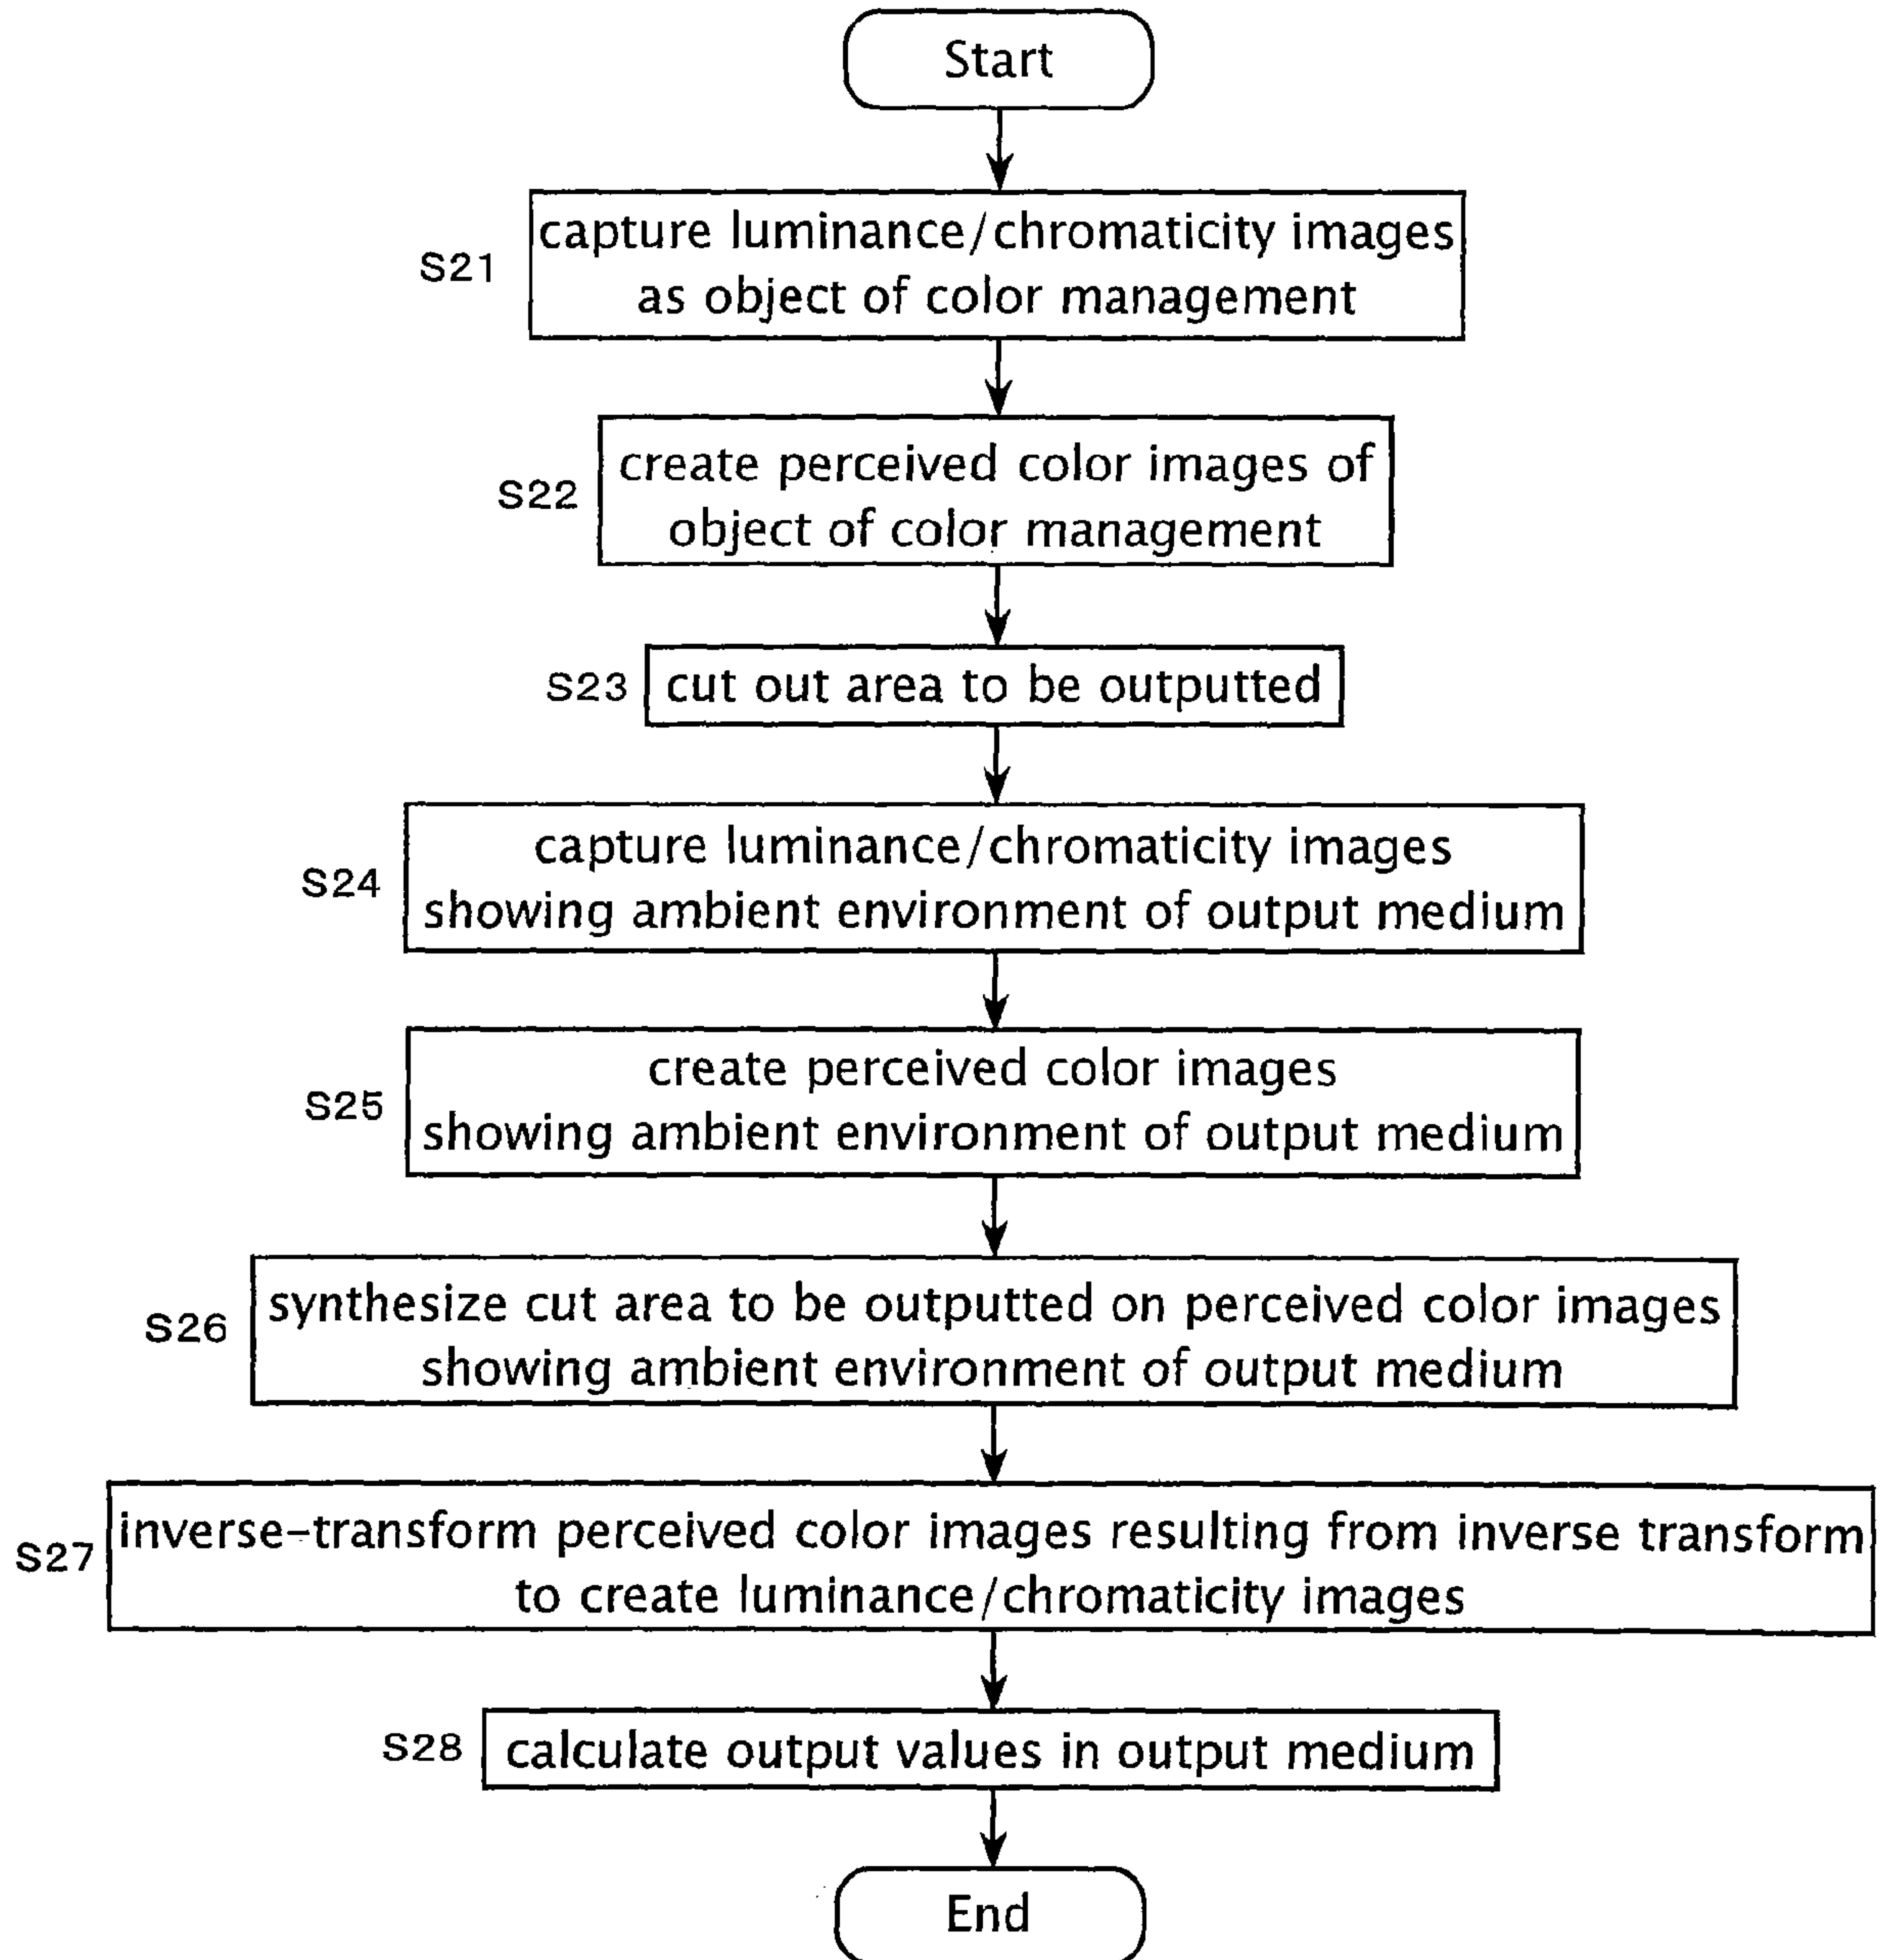 Start
S21
capture luminance/chromaticity images
as object of color management
S22
create perceived color images of
object of color management
S23
cut out area to be outputted
S24
capture luminance/chromaticity images
showing ambient environment of output medium
S25
create perceived color images
showing ambient environment of output medium
S26
synthesize cut area to be outputted on perceived color images
showing ambient environment of output medium
S27
inverse-transform perceived color images resulting from inverse transform
to create luminance/chromaticity images
S28
calculate output values in output medium
End